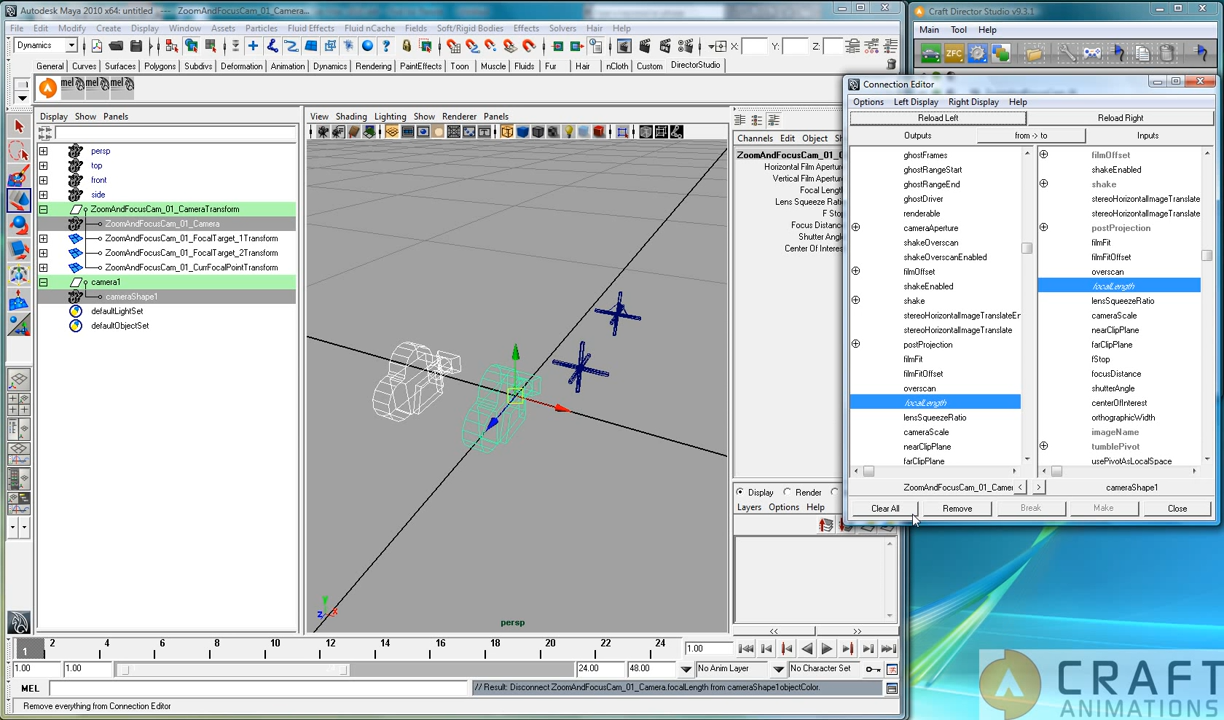 Autodesk Maya 2010 x64: untitled --- ZoomAndFocusCam_01_Camera...
File Edit Modify Create Display Window Assets Particles Fluid Effects Fluid nCache Fields Soft/Rigid Bodies Effects Solvers Hair
Dynamics X: Y: Z:
General Curves Surfaces Polygons Subdivs Deformation Animation Dynamics Rendering PaintEffects Toon Muscle Fluids Fur Hair nCloth Custom DirectorStudio
mel mel mel
Display Show Panels
persp
top
front
side
ZoomAndFocusCam_01_CameraTransform
ZoomAndFocusCam_01_Camera
ZoomAndFocusCam_01_FocalTarget_1Transform
ZoomAndFocusCam_01_FocalTarget_2Transform
ZoomAndFocusCam_01_CurrFocalPointTransform
camera1
cameraShape1
defaultLightSet
defaultObjectSet
View Shading Lighting Show Renderer Panels
persp
Channels Edit Object Show
ZoomAndFocusCam_01_C
Horizontal Film Aperture
Vertical Film Aperture
Focal Length
Lens Squeeze Ratio
F Stop
Focus Distance
Shutter Angle
Center Of Interest
Display Render
Layers Options Help
Craft Director Studio v9.3.1
Main Tool Help
ZFC
Connection Editor
Options Left Display Right Display Help
Reload Left Reload Right
Outputs from -> to Inputs
ghostFrames
ghostRangeStart
ghostRangeEnd
ghostDriver
renderable
cameraAperture
shakeOverscan
shakeOverscanEnabled
filmOffset
shakeEnabled
shake
stereoHorizontalImageTranslateEr
stereoHorizontalImageTranslate
postProjection
filmFit
filmFitOffset
overscan
focalLength
lensSqueezeRatio
cameraScale
nearClipPlane
farClipPlane
filmOffset
shakeEnabled
shake
stereoHorizontalImageTranslate
stereoHorizontalImageTranslate
postProjection
filmFit
filmFitOffset
overscan
focalLength
lensSqueezeRatio
cameraScale
nearClipPlane
farClipPlane
fStop
focusDistance
shutterAngle
centerOfInterest
orthographicWidth
imageName
tumblePivot
usePivotAsLocalSpace
ZoomAndFocusCam_01_Came < > cameraShape1
Clear All Remove Break Make Close
1 2 4 6 8 10 12 14 16 18 20 22 24 1.00
1.00 1.00 24.00 48.00 No Anim Layer No Character Set
MEL // Result: Disconnect ZoomAndFocusCam_01_Camera.focalLength from cameraShape1objectColor.
Remove everything from Connection Editor
CRAFT
ANIMATIONS